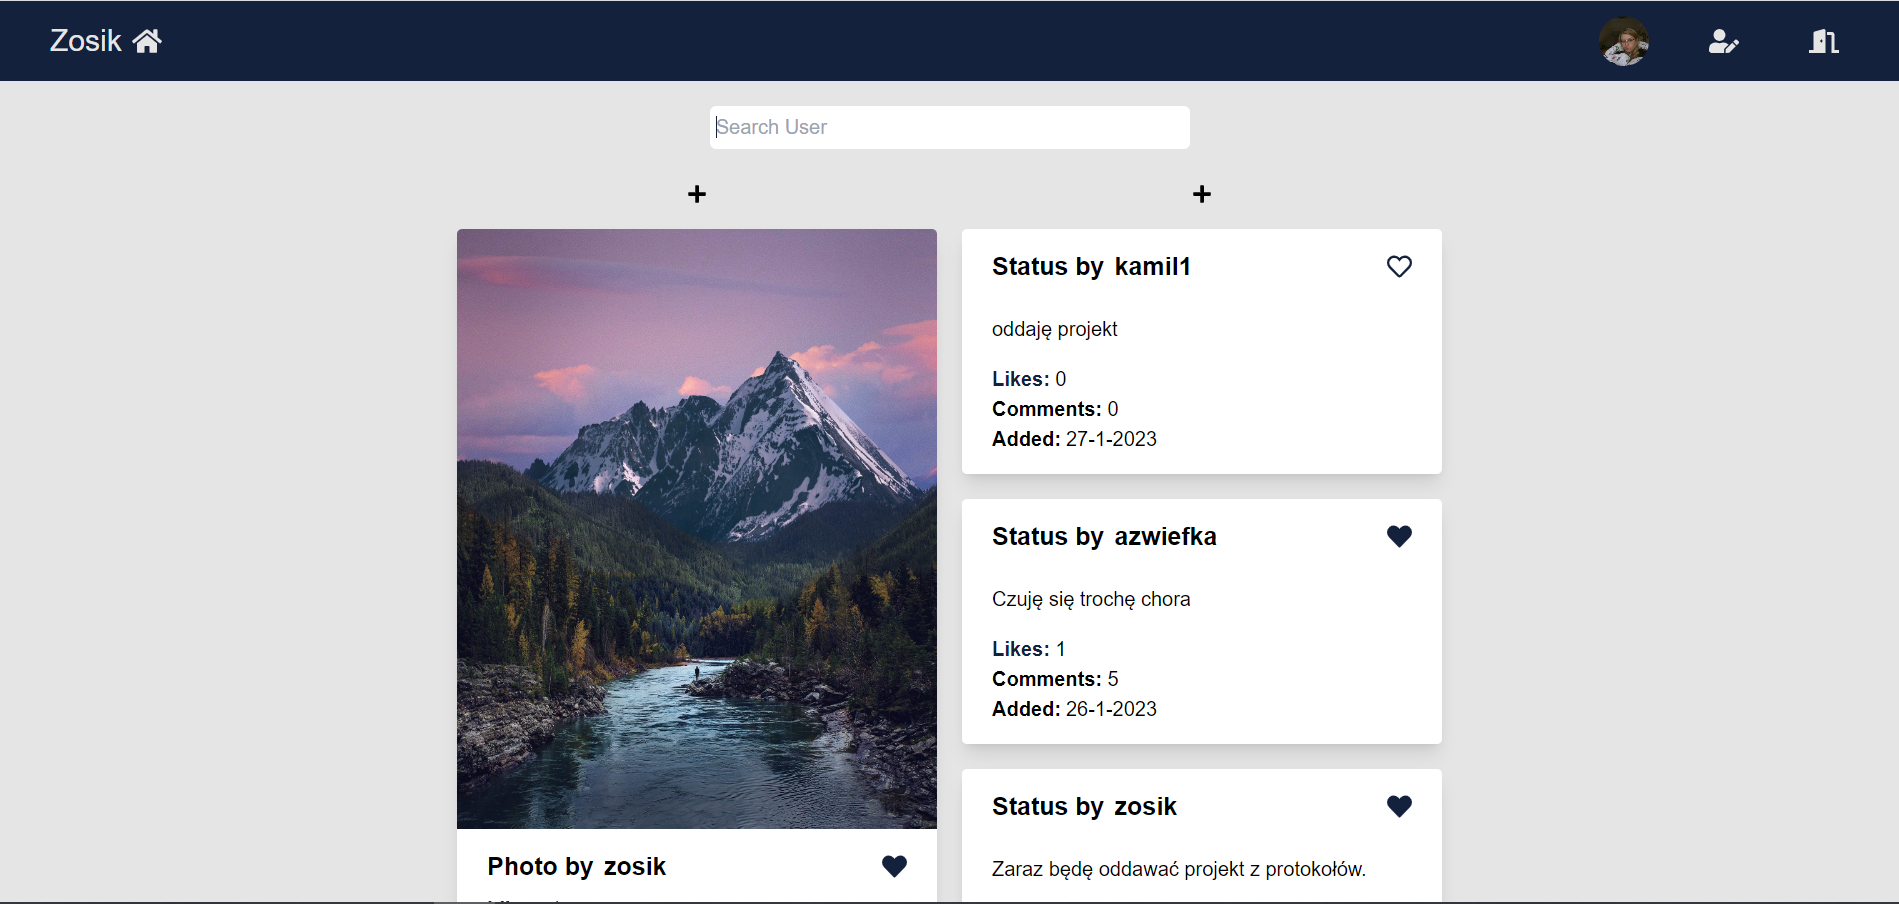 Zosik
Search User
+
+
Photo by zosik
Status by kamil1
oddaję projekt
Likes: 0
Comments: 0
Added: 27-1-2023
Status by azwiefka
Czuję się trochę chora
Likes: 1
Comments: 5
Added: 26-1-2023
Status by zosik
Zaraz będę oddawać projekt z protokołów.